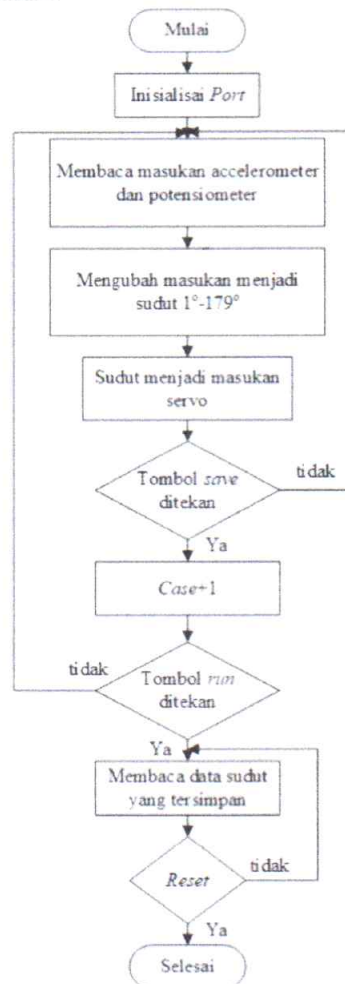 Mulai
Inisialisai Port
Membaca masukan accelerometer
dan potensiometer
Mengubah masukan menjadi
sudut 1°-179°
Sudut menjadi masukan
servo
Tombol save
ditekan
tidak
Ya
Case+1
tidak
Tombol run
ditekan
Ya
Membaca data sudut
yang tersimpan
Reset
tidak
Ya
Selesai